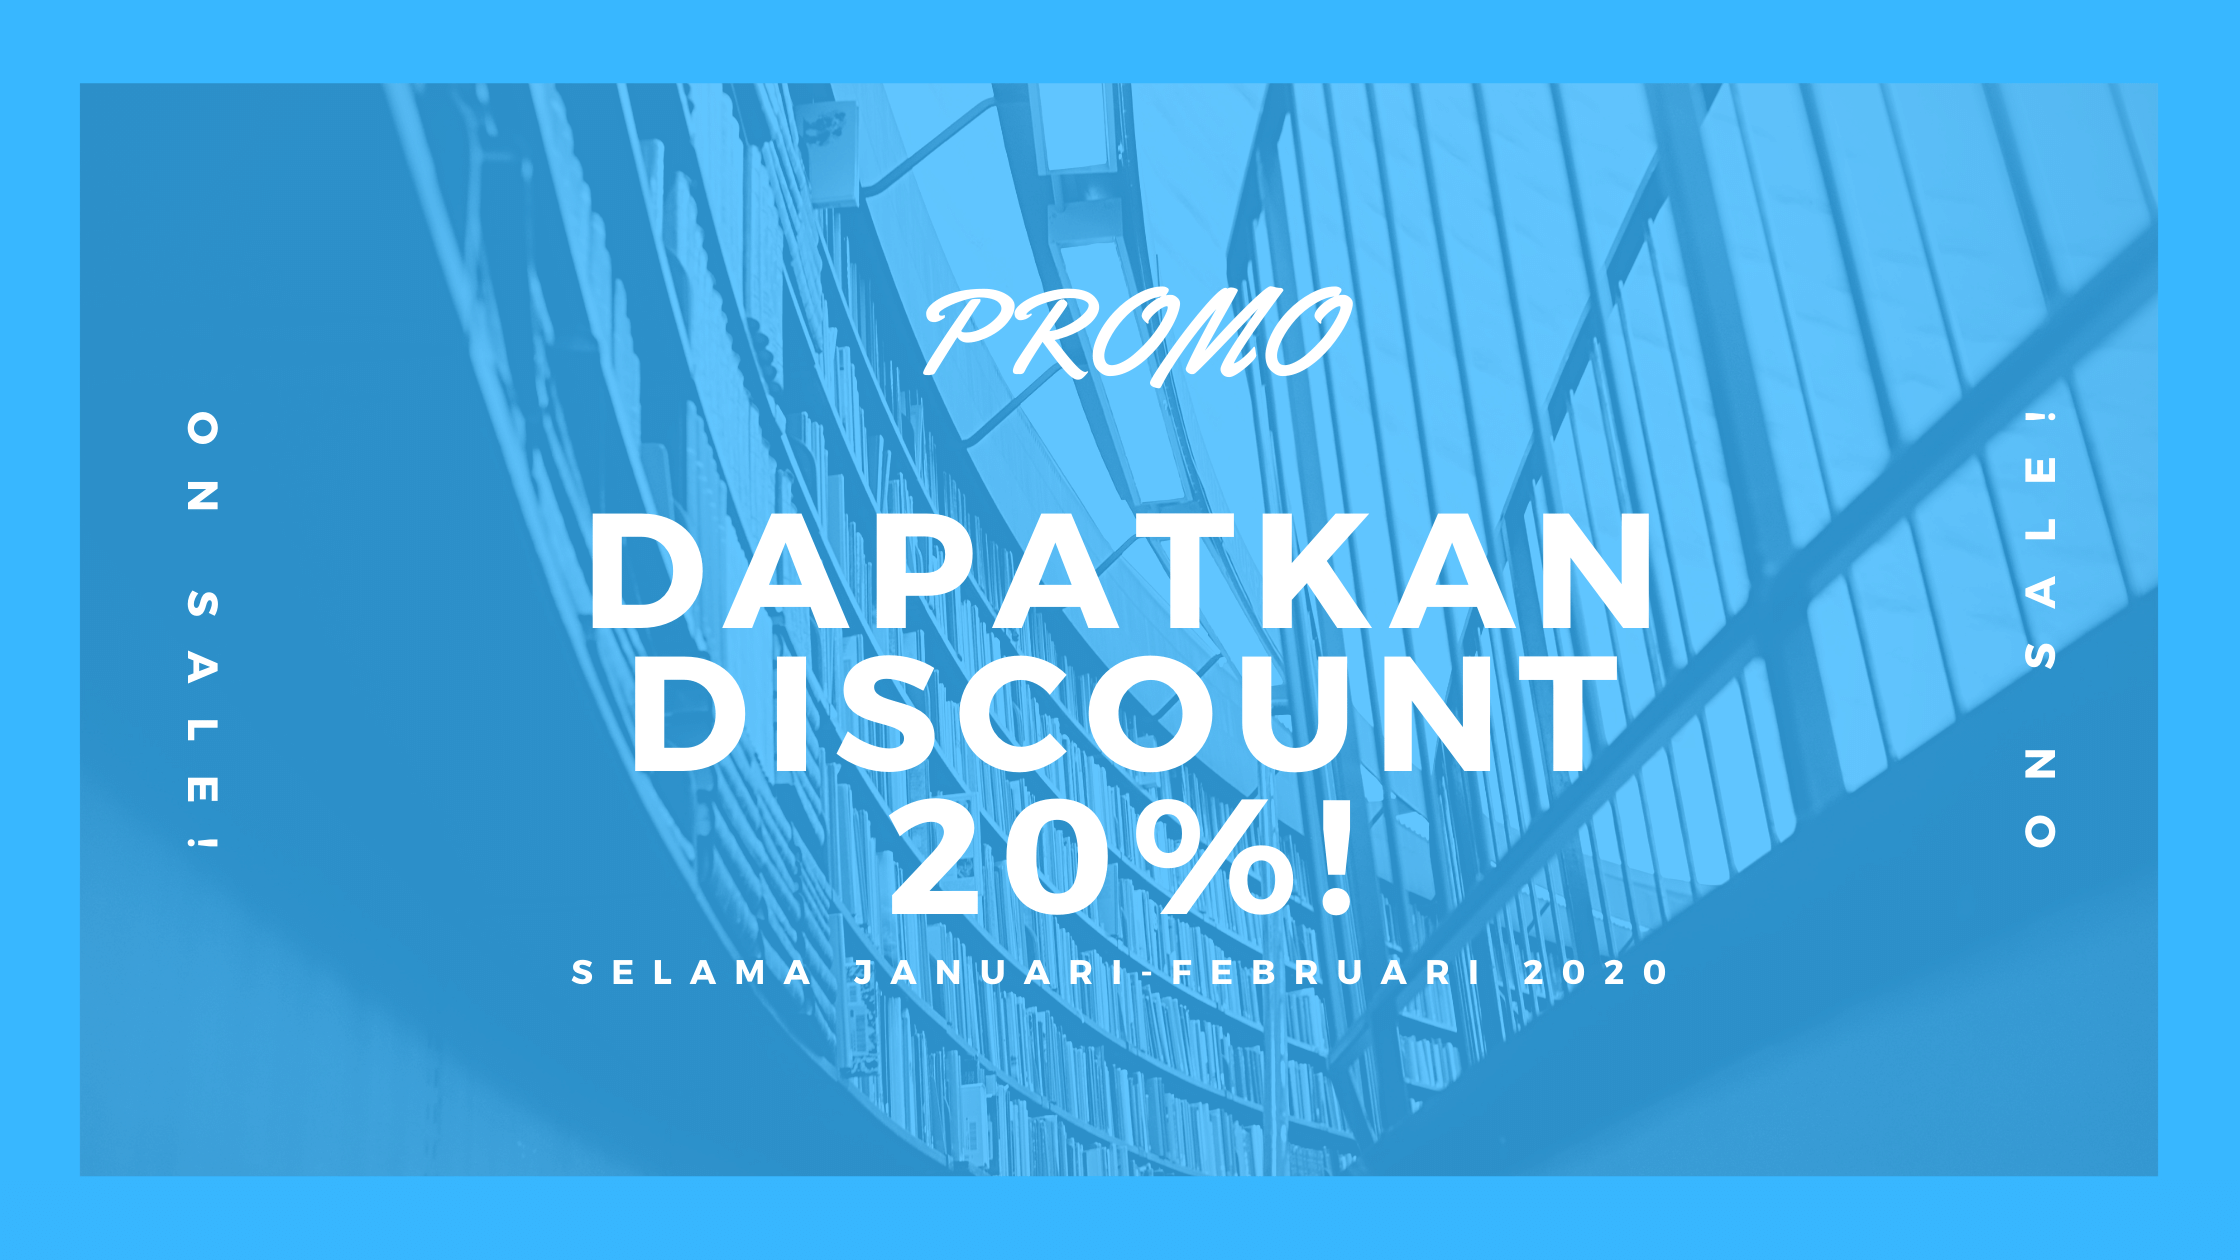 PROMO
ON SALE!
DAPATKAN
DISCOUNT
20%!
ON SALE!
SELAMA JANUARI-FEBRUARI 2020